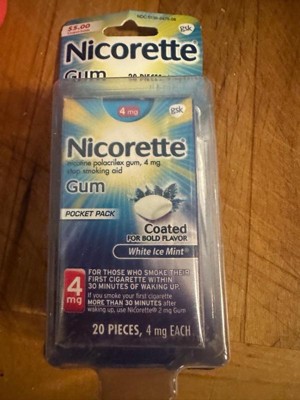 $5.00
Nicorette
gsk
Gum
20 PIECES
4 mg
gsk
Nicorette®
nicotine polacrilex gum, 4 mg
stop smoking aid
Gum
POCKET PACK
Coated
FOR BOLD FLAVOR
White Ice Mint®
4
mg
FOR THOSE WHO SMOKE THEIR
FIRST CIGARETTE WITHIN
30 MINUTES OF WAKING UP.
If you smoke your first cigarette
MORE THAN 30 MINUTES after
waking up, use Nicorette® 2 mg Gum
20 PIECES, 4 mg EACH